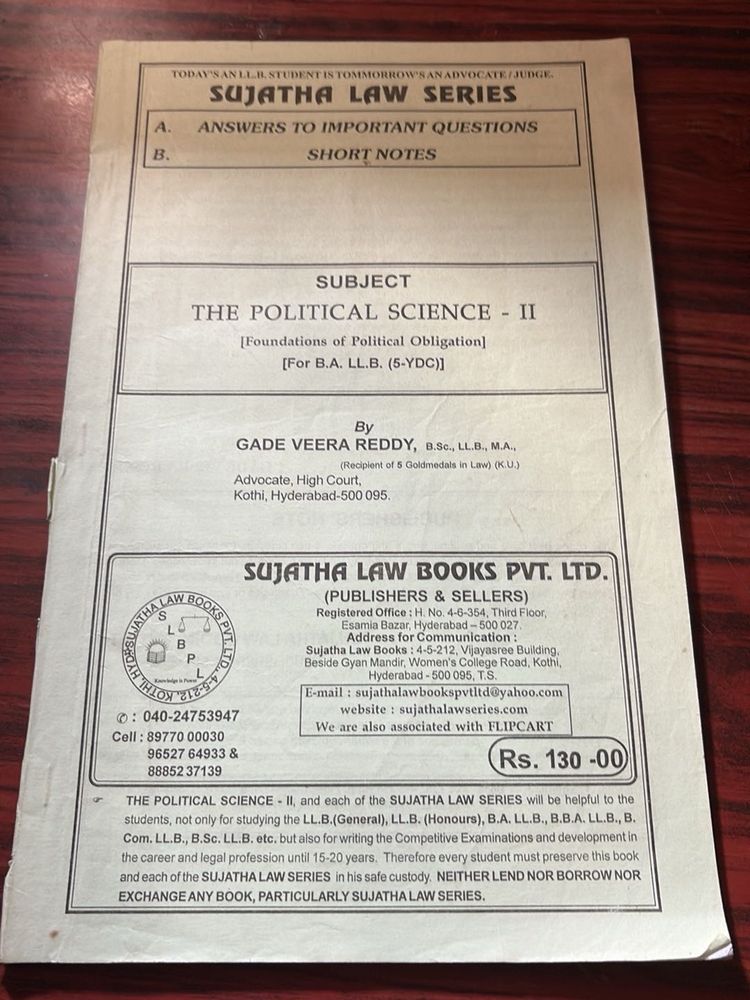 TODAY'S AN LL.B. STUDENT IS TOMMORROW'S AN ADVOCATE / JUDGE.
SUJATHA LAW SERIES
A. ANSWERS TO IMPORTANT QUESTIONS
B. SHORT NOTES
SUBJECT
THE POLITICAL SCIENCE - II
[Foundations of Political Obligation]
[For B.A. LL.B. (5-YDC)]
By
GADE VEERA REDDY, B.Sc., LL.B., M.A.,
(Recipient of 5 Goldmedals in Law) (K.U.)
Advocate, High Court,
Kothi, Hyderabad-500 095.
SUJATHA LAW BOOKS PVT. LTD.
(PUBLISHERS & SELLERS)
Registered Office : H. No. 4-6-354, Third Floor,
Esamia Bazar, Hyderabad – 500 027.
Address for Communication :
Sujatha Law Books : 4-5-212, Vijayasree Building,
Beside Gyan Mandir, Women's College Road, Kothi,
Hyderabad - 500 095, T.S.
E-mail : sujathalawbookspvtltd@yahoo.com
website : sujathalawseries.com
We are also associated with FLIPCART
SUJATHA LAW BOOKS PVT. LTD., 4-5-212, KOTHI, HYD
S
L
B
P
L
Knowledge is Power
✆ : 040-24753947
Cell : 89770 00030
96527 64933 &
88852 37139
Rs. 130 -00
☞ THE POLITICAL SCIENCE - II, and each of the SUJATHA LAW SERIES will be helpful to the
students, not only for studying the LL.B.(General), LL.B. (Honours), B.A. LL.B., B.B.A. LL.B., B.
Com. LL.B., B.Sc. LL.B. etc. but also for writing the Competitive Examinations and development in
the career and legal profession until 15-20 years. Therefore every student must preserve this book
and each of the SUJATHA LAW SERIES in his safe custody. NEITHER LEND NOR BORROW NOR
EXCHANGE ANY BOOK, PARTICULARLY SUJATHA LAW SERIES.